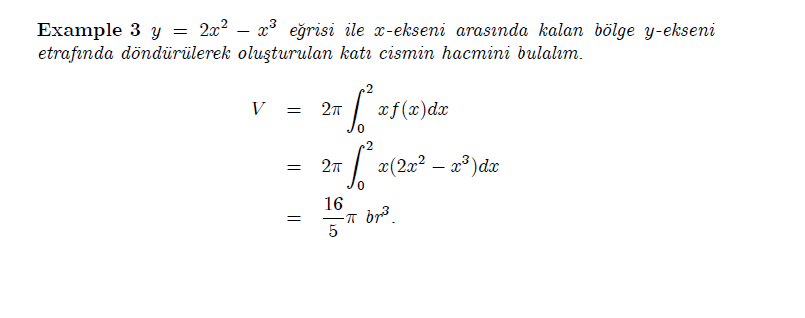 Example 3 y = 2x² − x³ eğrisi ile x-ekseni arasında kalan bölge y-ekseni
etrafında döndürülerek oluşturulan katı cismin hacmini bulalım.
V = 2π ∫₀² xf(x)dx
= 2π ∫₀² x(2x² − x³)dx
= 16/5 π br³.